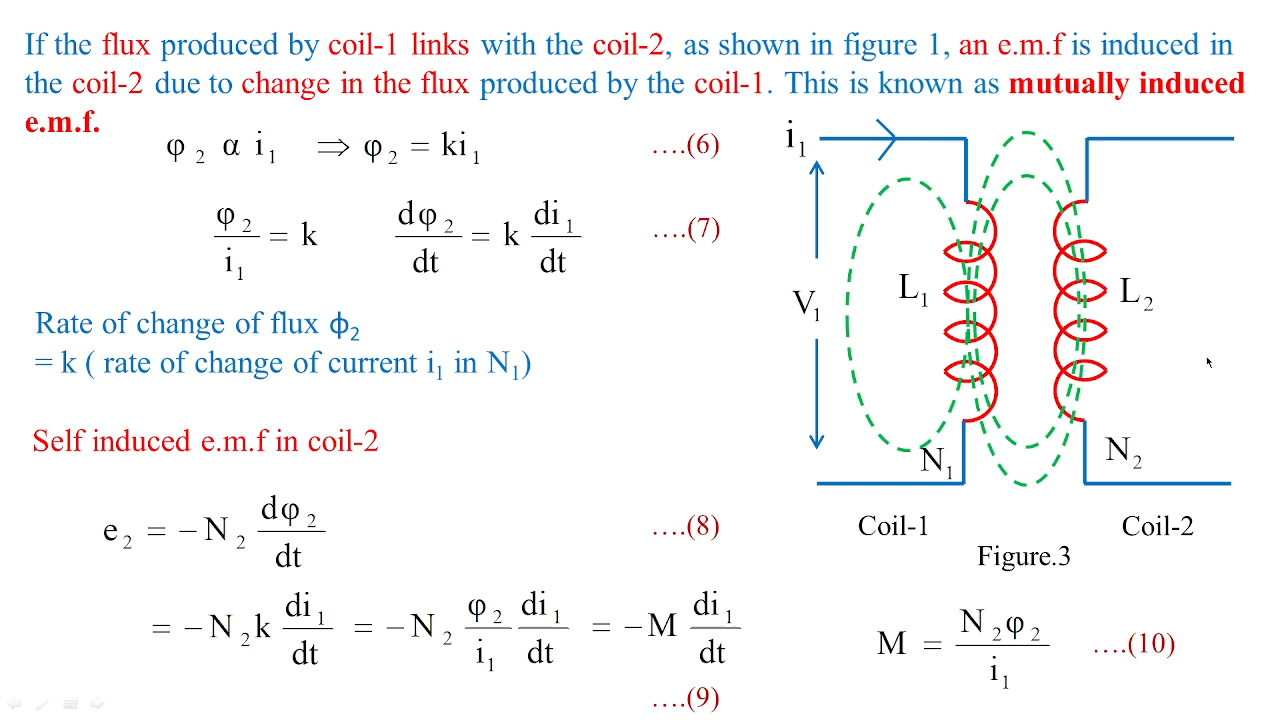 If the flux produced by coil-1 links with the coil-2, as shown in figure 1, an e.m.f is induced in
the coil-2 due to change in the flux produced by the coil-1. This is known as mutually induced
e.m.f.
φ₂ α i₁ ⇒ φ₂ = ki₁ ....(6)
φ₂/i₁ = k dφ₂/dt = k di₁/dt ....(7)
Rate of change of flux ϕ₂
= k ( rate of change of current i₁ in N₁)
Self induced e.m.f in coil-2
e₂ = −N₂ dφ₂/dt ....(8)
= −N₂k di₁/dt = −N₂ φ₂/i₁ di₁/dt = −M di₁/dt
....(9)
i₁
V₁
L₁
L₂
N₁
N₂
Coil-1
Coil-2
Figure.3
M = N₂φ₂/i₁ ....(10)